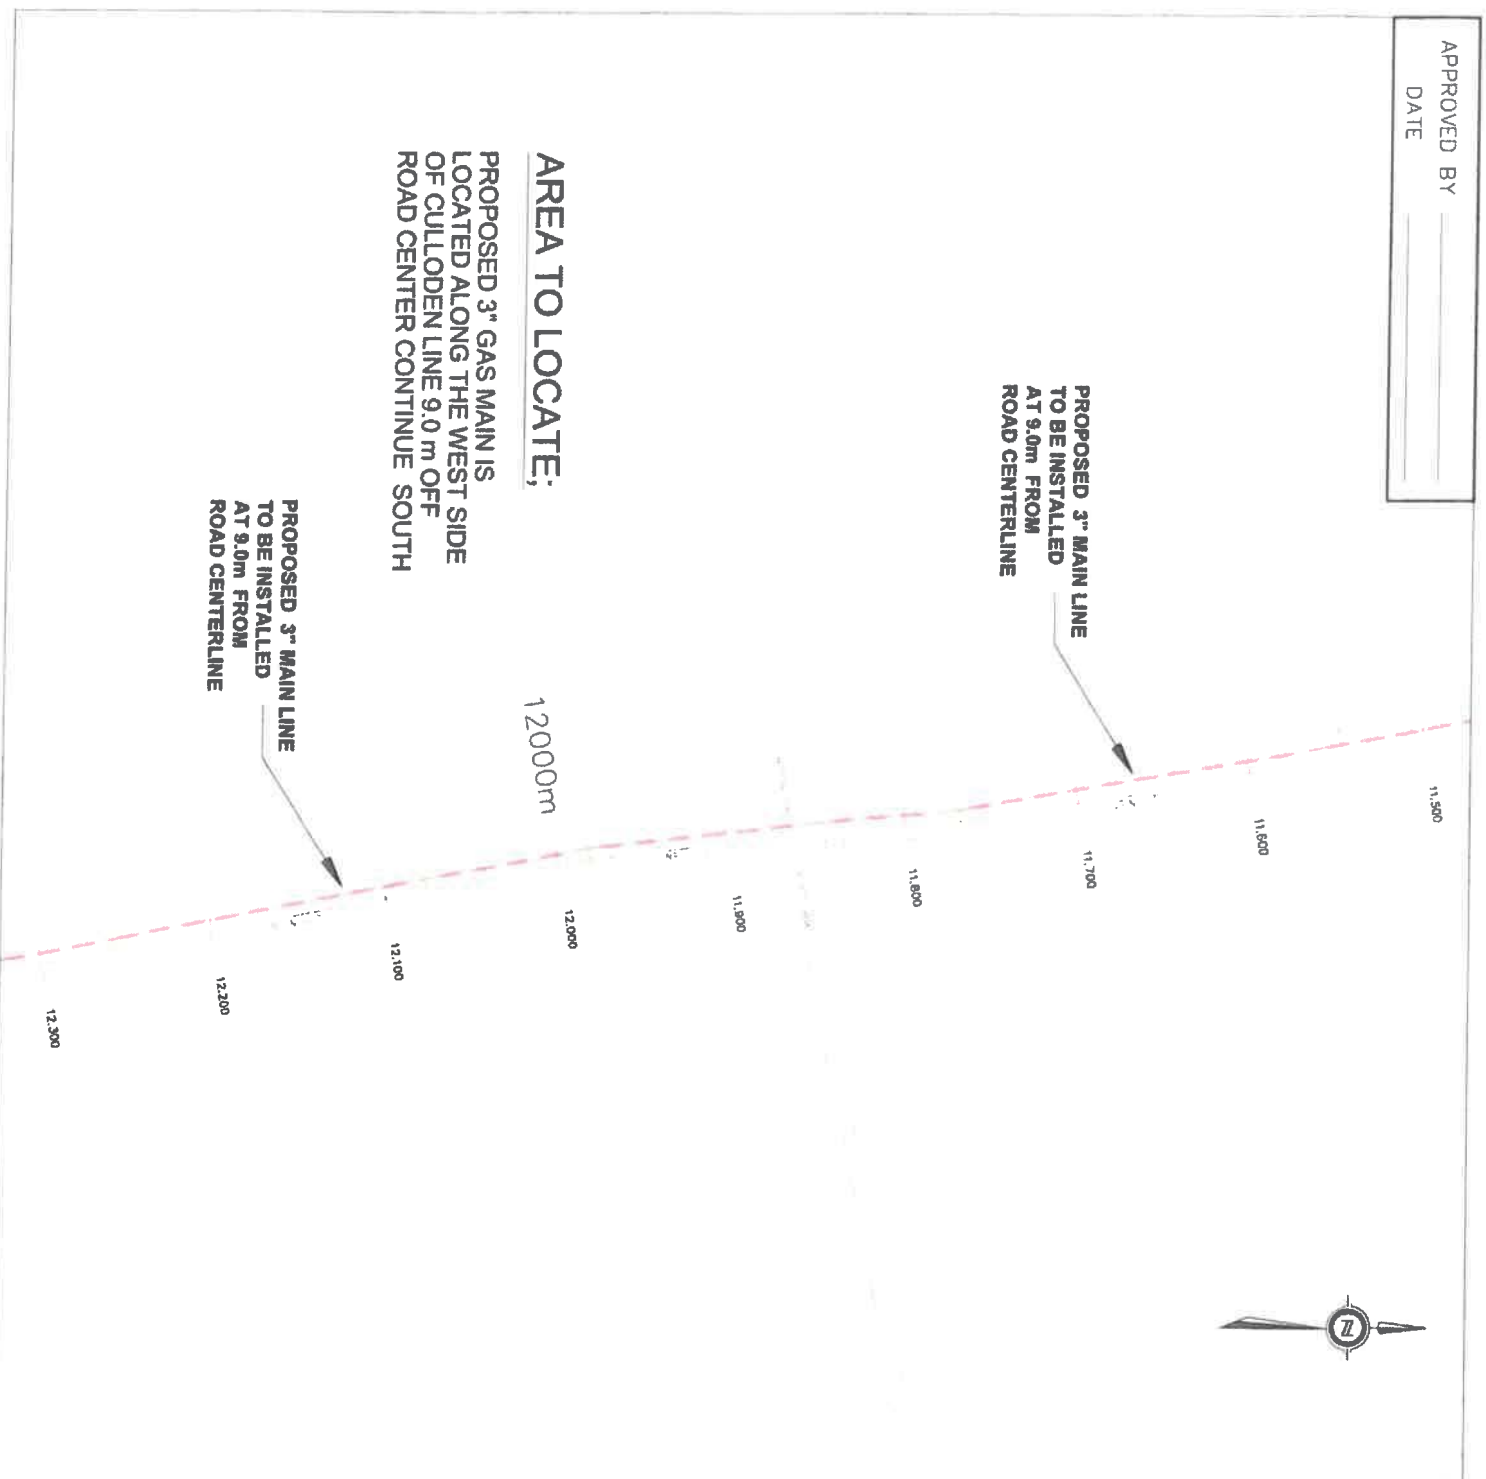 APPROVED BY
DATE
PROPOSED 3" MAIN LINE
TO BE INSTALLED
AT 9.0m FROM
ROAD CENTERLINE
AREA TO LOCATE;
PROPOSED 3" GAS MAIN IS
LOCATED ALONG THE WEST SIDE
OF CULLODEN LINE 9.0 m OFF
ROAD CENTER CONTINUE SOUTH
12000m
PROPOSED 3" MAIN LINE
TO BE INSTALLED
AT 9.0m FROM
ROAD CENTERLINE
11.500
11.600
11.700
11.800
11.900
12.000
12.100
12.200
12.300
N